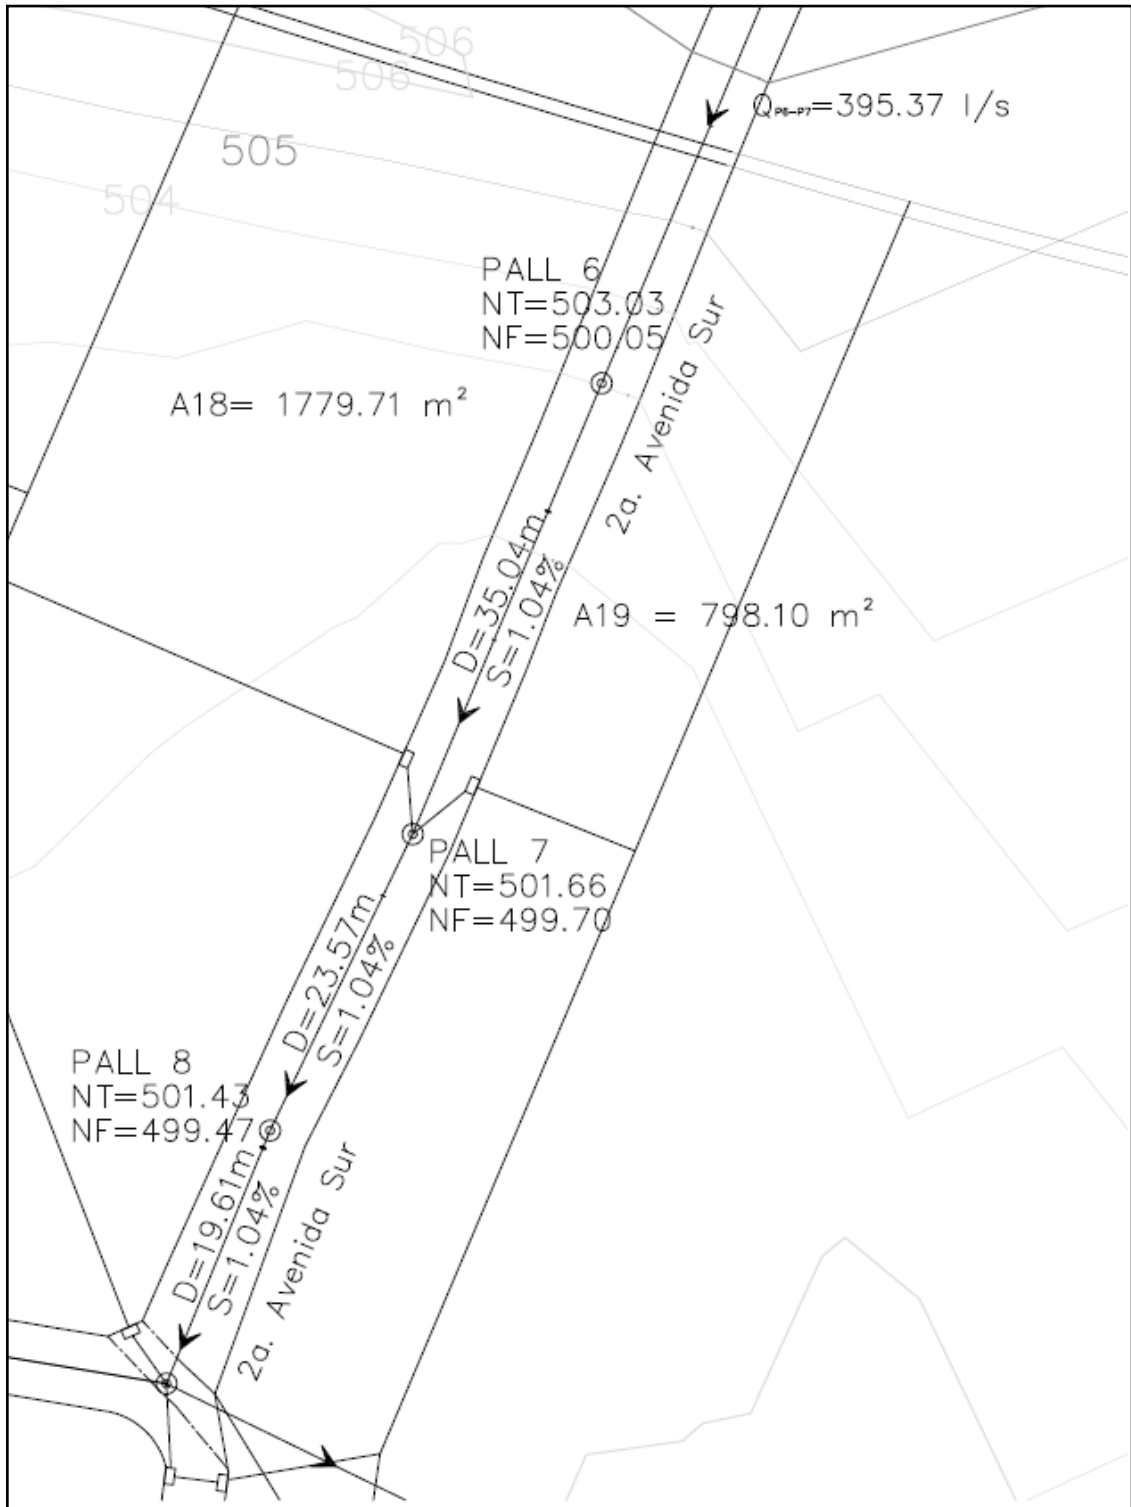 506
506
Q P6-P7=395.37 l/s
505
504
PALL 6
NT=503.03
NF=500.05
2a. Avenida Sur
A18= 1779.71 m²
D=35.04m.
S=1.04%
A19 = 798.10 m²
PALL 7
NT=501.66
NF=499.70
D=23.57m.
S=1.04%
PALL 8
NT=501.43
NF=499.47
D=19.61m.
S=1.04%
2a. Avenida Sur